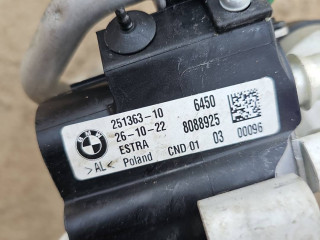 251363-10 6450
26-10-22 8088925
ESTRA CND 01 03 00096
>AL< Poland